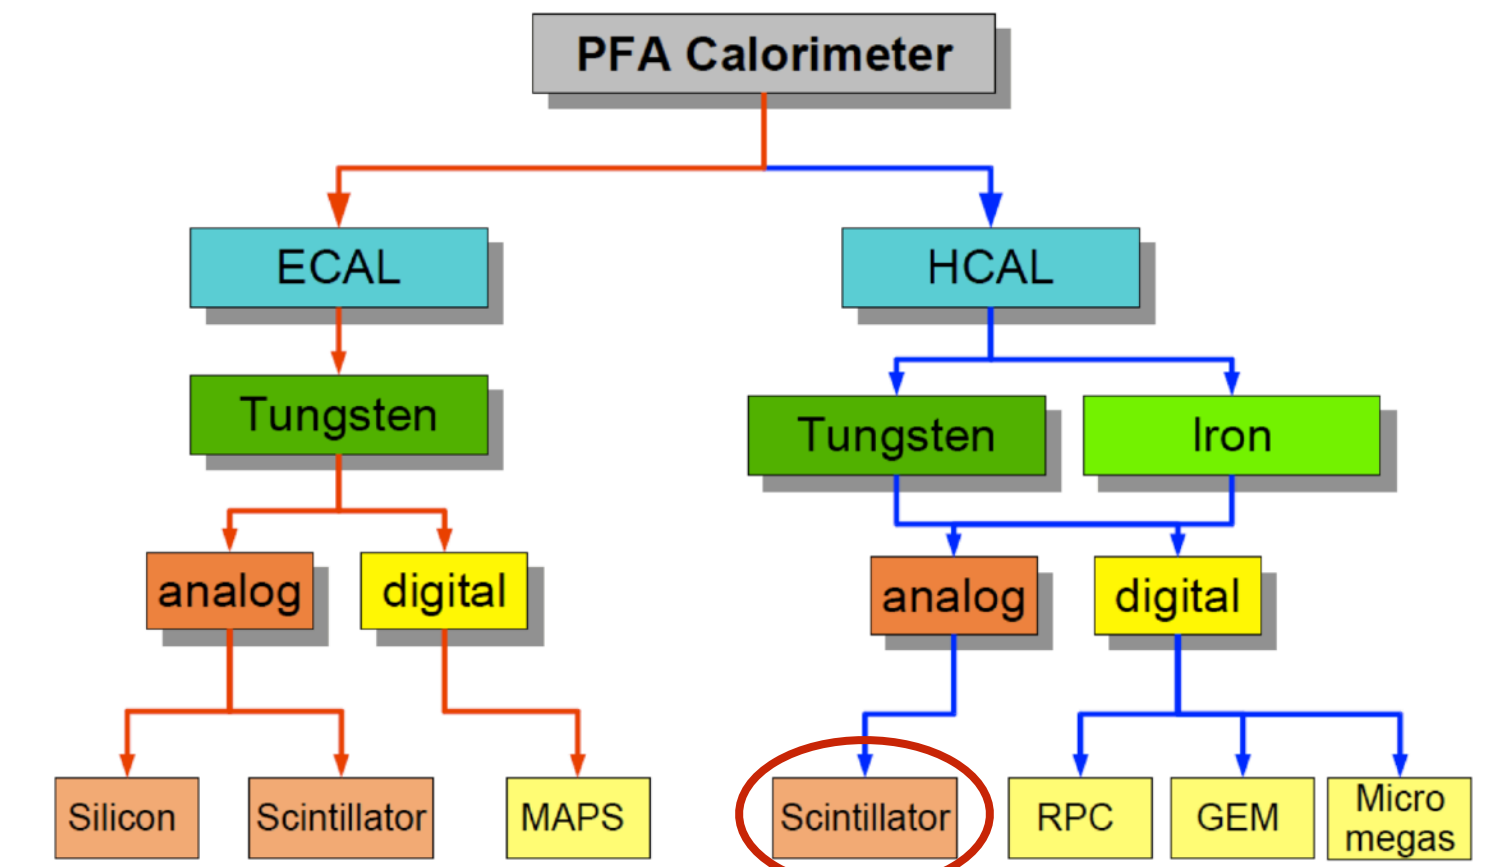 PFA Calorimeter
ECAL
HCAL
Tungsten
Tungsten
Iron
analog
digital
analog
digital
Silicon
Scintillator
MAPS
Scintillator
RPC
GEM
Micro
megas